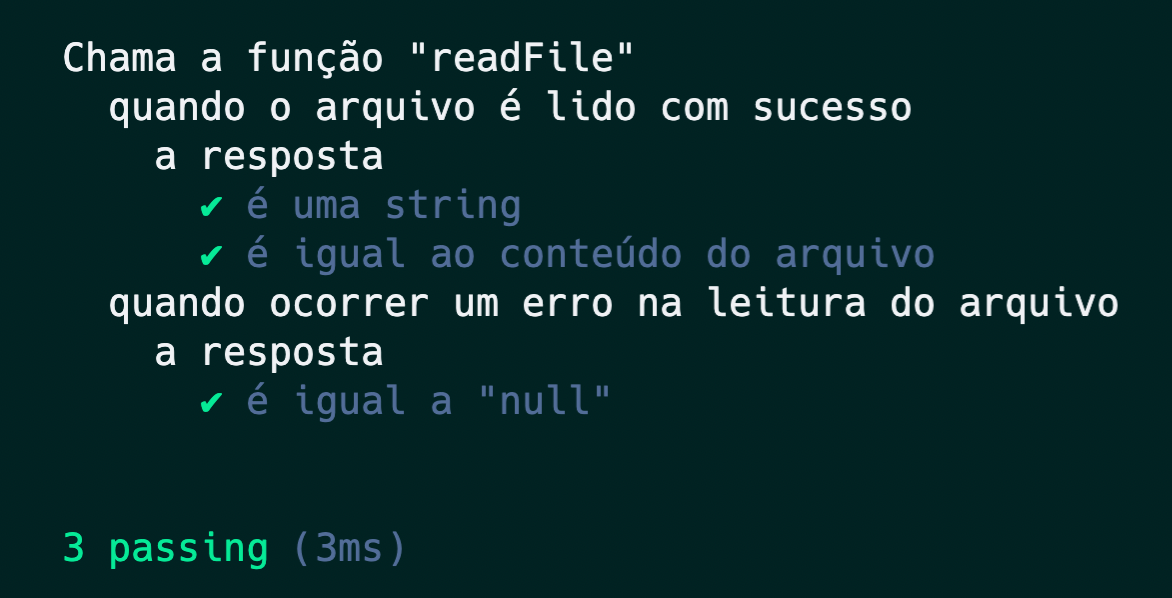 Chama a função "readFile"
quando o arquivo é lido com sucesso
a resposta
✔ é uma string
✔ é igual ao conteúdo do arquivo
quando ocorrer um erro na leitura do arquivo
a resposta
✔ é igual a "null"
3 passing (3ms)